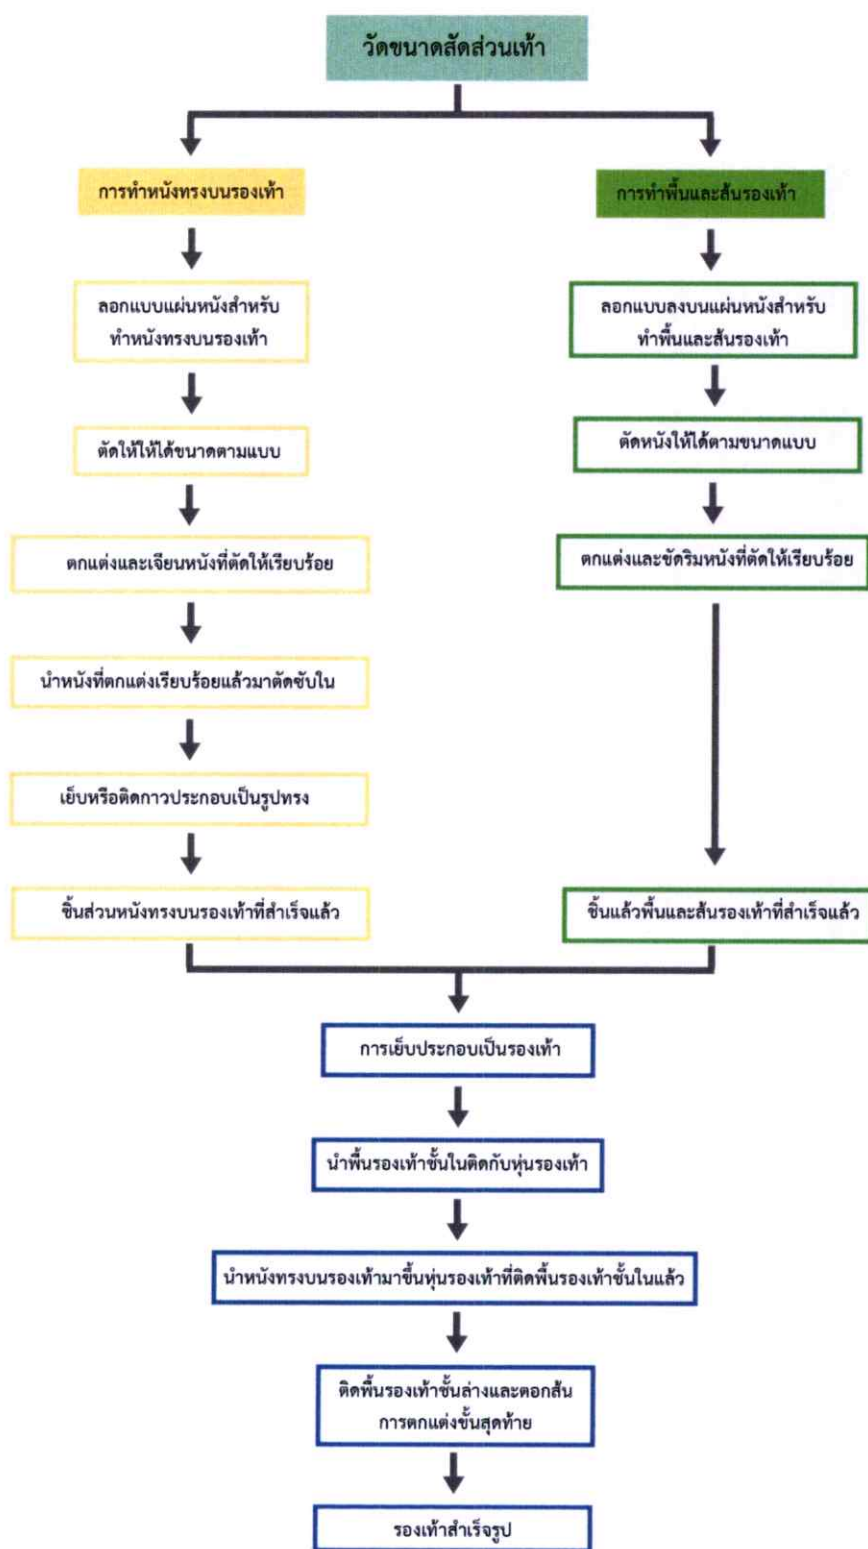 วัดขนาดสัดส่วนเท้า
การทำหนังทรงบนรองเท้า
ลอกแบบแผ่นหนังสำหรับ
ทำหนังทรงบนรองเท้า
ตัดให้ให้ได้ขนาดตามแบบ
ตกแต่งและเจียนหนังที่ตัดให้เรียบร้อย
นำหนังที่ตกแต่งเรียบร้อยแล้วมาตัดซับใน
เย็บหรือติดกาวประกอบเป็นรูปทรง
ชิ้นส่วนหนังทรงบนรองเท้าที่สำเร็จแล้ว
การทำพื้นและส้นรองเท้า
ลอกแบบลงบนแผ่นหนังสำหรับ
ทำพื้นและส้นรองเท้า
ตัดหนังให้ได้ตามขนาดแบบ
ตกแต่งและขัดริมหนังที่ตัดให้เรียบร้อย
ชิ้นแล้วพื้นและส้นรองเท้าที่สำเร็จแล้ว
การเย็บประกอบเป็นรองเท้า
นำพื้นรองเท้าชั้นในติดกับหุ่นรองเท้า
นำหนังทรงบนรองเท้ามาขึ้นหุ่นรองเท้าที่ติดพื้นรองเท้าชั้นในแล้ว
ติดพื้นรองเท้าชั้นล่างและตอกส้น
การตกแต่งขั้นสุดท้าย
รองเท้าสำเร็จรูป